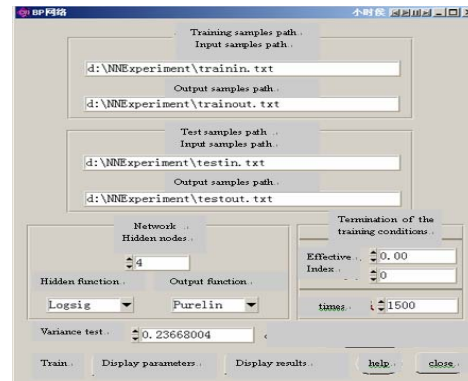 BP网络 小时侯
Training samples path
Input samples path
d:\NNExperiment\trainin.txt
Output samples path
d:\NNExperiment\trainout.txt
Test samples path
Input samples path
d:\NNExperiment\testin.txt
Output samples path
d:\NNExperiment\testout.txt
Network
Hidden nodes
4
Hidden function
Output function
Logsig
Purelin
Termination of the
training conditions
Effective 0.00
Index 0
times 1500
Variance test 0.23668004
Train Display parameters Display results help close